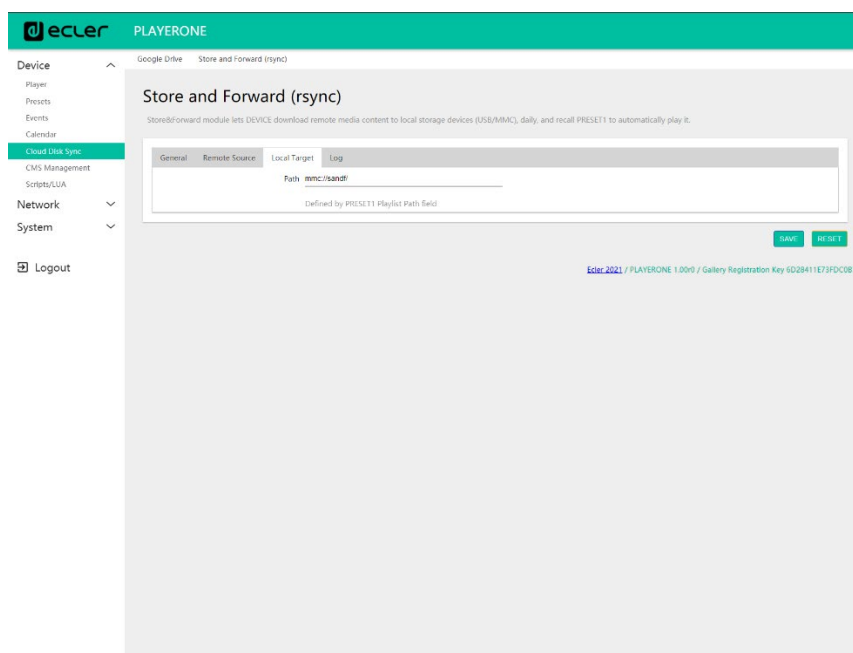 ecler PLAYERONE
Device
Player
Presets
Events
Calendar
Cloud Disk Sync
CMS Management
Scripts/LUA
Network
System
Logout
Google Drive Store and Forward (rsync)
Store and Forward (rsync)
Store&Forward module lets DEVICE download remote media content to local storage devices (USB/MMC), daily, and recall PRESET1 to automatically play it.
General Remote Source Local Target Log
Path mmc://sandf/
Defined by PRESET1 Playlist Path field
SAVE RESET
Ecler 2021 / PLAYERONE 1.00r0 / Gallery Registration Key 6D28411E73FDC0B